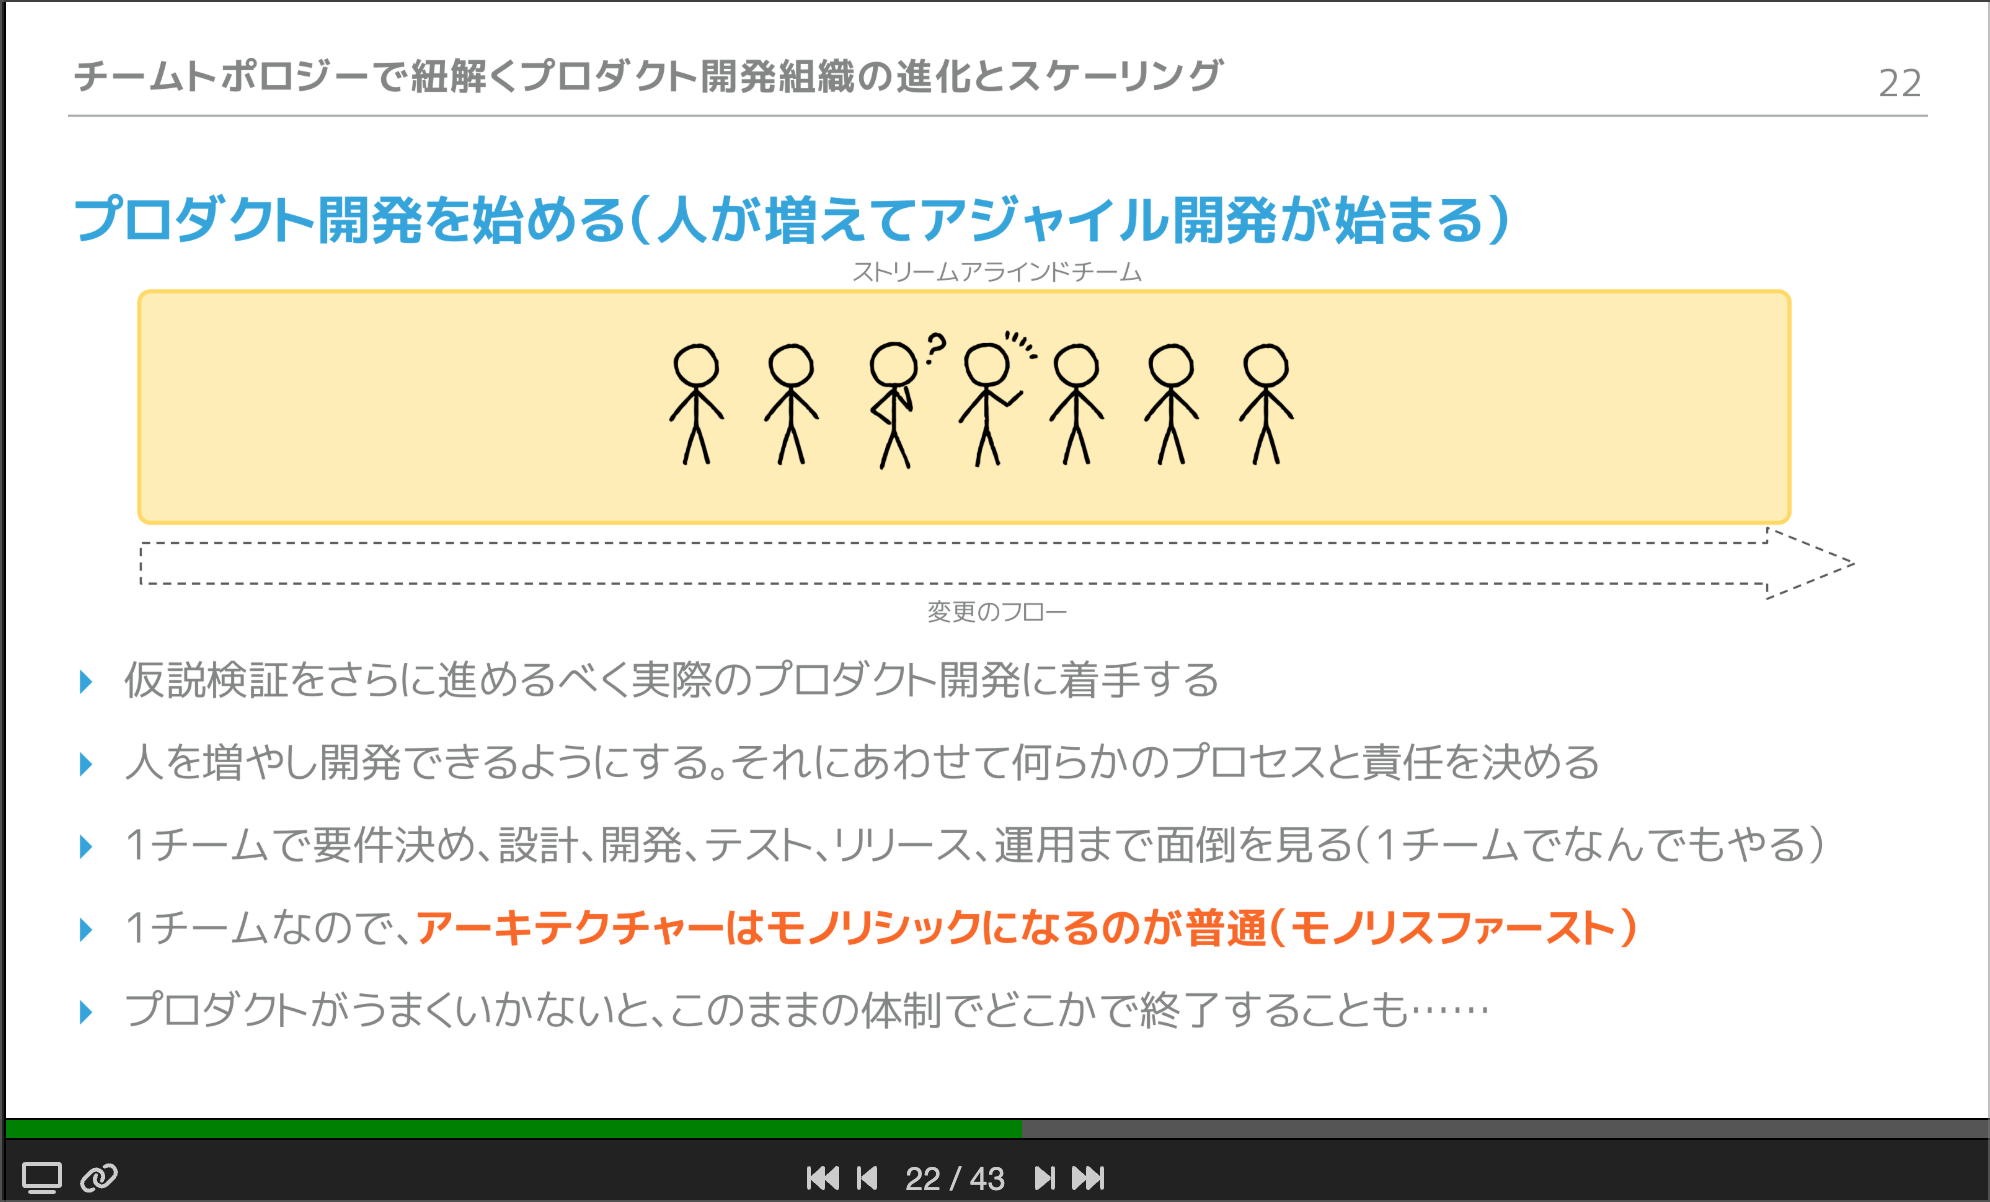 チームトポロジーで紐解くプロダクト開発組織の進化とスケーリング
22
プロダクト開発を始める（人が増えてアジャイル開発が始まる）
ストリームアラインドチーム
?
変更のフロー
仮説検証をさらに進めるべく実際のプロダクト開発に着手する
人を増やし開発できるようにする。それにあわせて何らかのプロセスと責任を決める
1チームで要件決め、設計、開発、テスト、リリース、運用まで面倒を見る（1チームでなんでもやる）
1チームなので、アーキテクチャーはモノリシックになるのが普通（モノリスファースト）
プロダクトがうまくいかないと、このままの体制でどこかで終了することも……
22 / 43